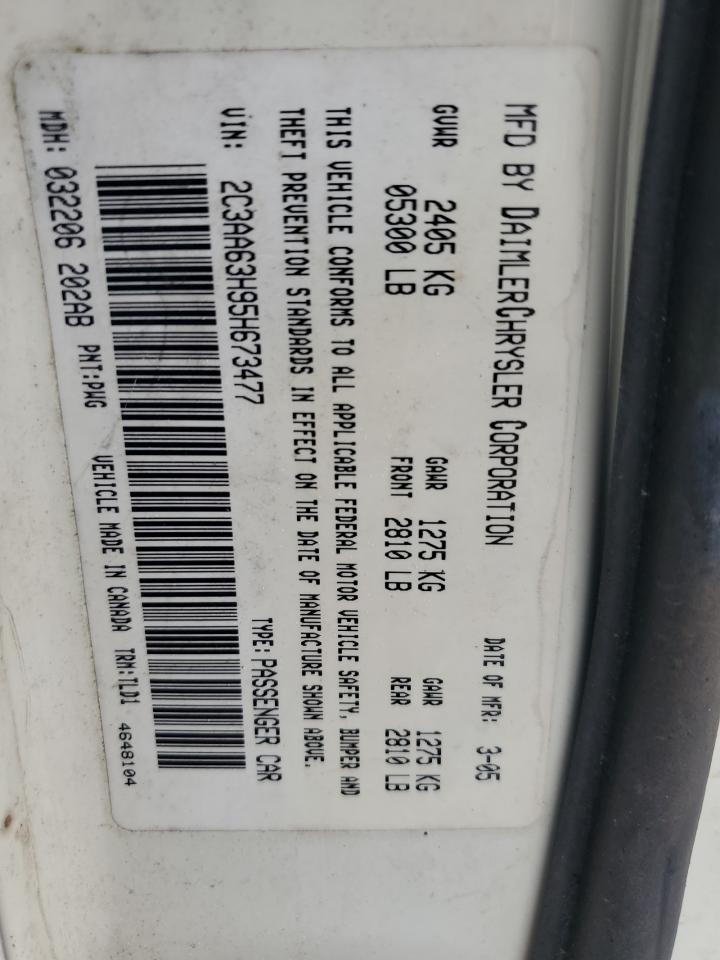 MFD BY DAIMLERCHRYSLER CORPORATION DATE OF MFR: 3-05
GVWR 2405 KG GAWR 1275 KG GAWR 1275 KG
05300 LB FRONT 2810 LB REAR 2810 LB
THIS VEHICLE CONFORMS TO ALL APPLICABLE FEDERAL MOTOR VEHICLE SAFETY, BUMPER AND
THEFT PREVENTION STANDARDS IN EFFECT ON THE DATE OF MANUFACTURE SHOWN ABOVE.
VIN: 2C3AA63H95H673477 TYPE: PASSENGER CAR
MDH: 032206 202AB PNT:PWG VEHICLE MADE IN CANADA TRM:TLD1 4648104